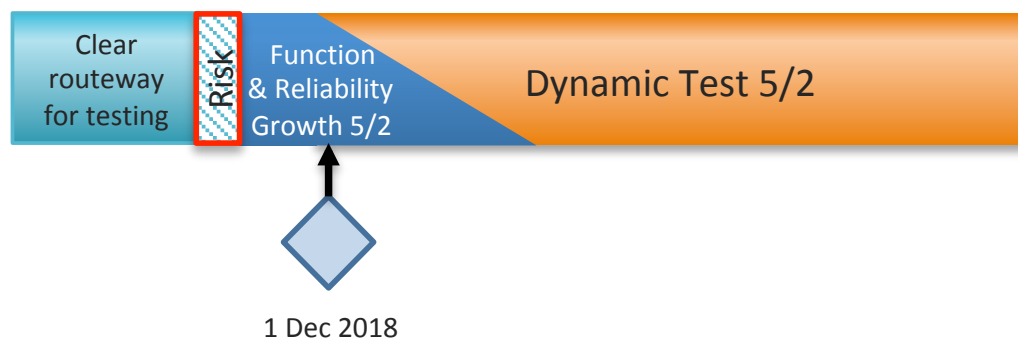 Clear
routeway
for testing
Risk
Function
& Reliability
Growth 5/2
Dynamic Test 5/2
1 Dec 2018